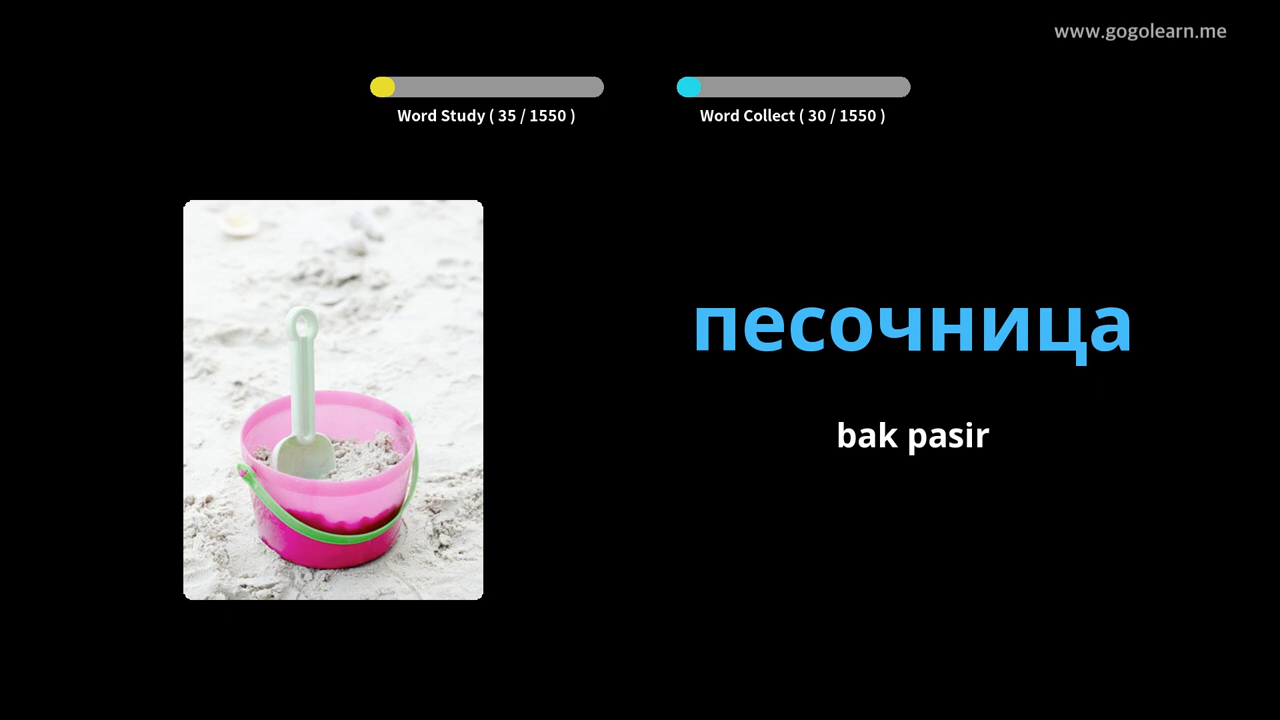 www.gogolearn.me
Word Study ( 35 / 1550 )
Word Collect ( 30 / 1550 )
песочница
bak pasir